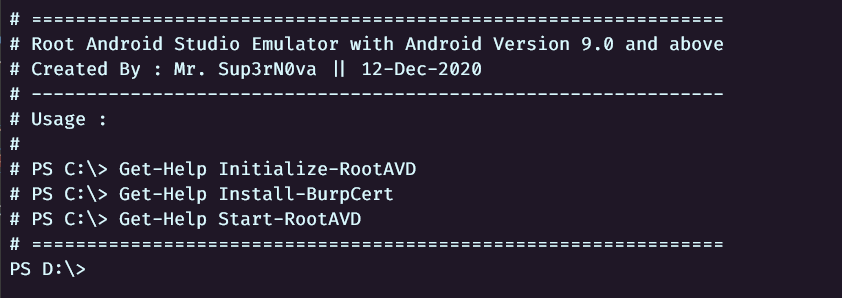 # ===============================================================
# Root Android Studio Emulator with Android Version 9.0 and above
# Created By : Mr. Sup3rN0va || 12-Dec-2020
# ---------------------------------------------------------------
# Usage :
#
# PS C:\> Get-Help Initialize-RootAVD
# PS C:\> Get-Help Install-BurpCert
# PS C:\> Get-Help Start-RootAVD
# ===============================================================
PS D:\>